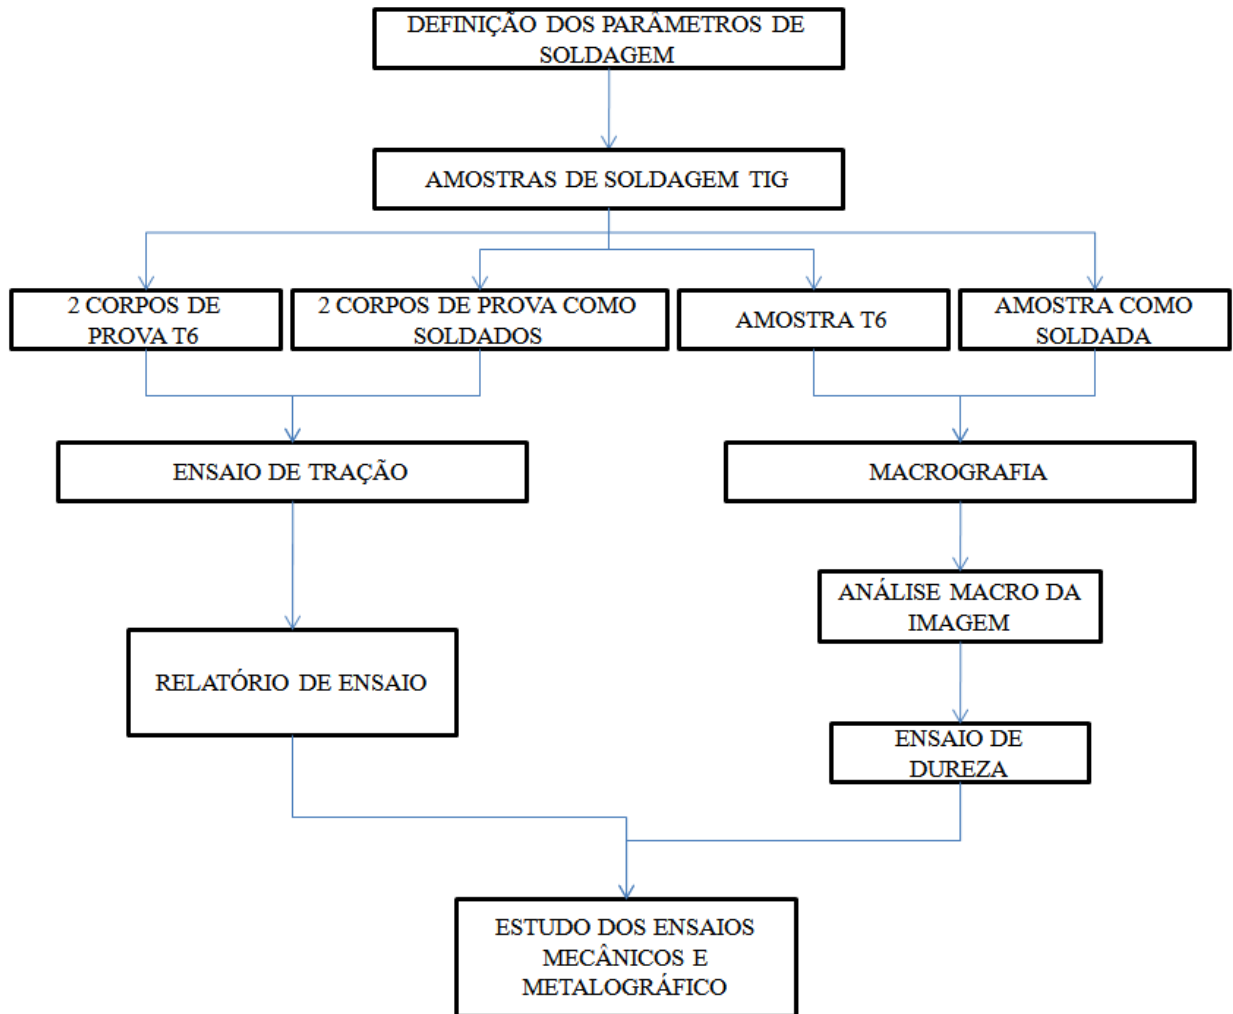 DEFINIÇÃO DOS PARÂMETROS DE
SOLDAGEM
AMOSTRAS DE SOLDAGEM TIG
2 CORPOS DE
PROVA T6
2 CORPOS DE PROVA COMO
SOLDADOS
AMOSTRA T6
AMOSTRA COMO
SOLDADA
ENSAIO DE TRAÇÃO
MACROGRAFIA
ANÁLISE MACRO DA
IMAGEM
RELATÓRIO DE ENSAIO
ENSAIO DE
DUREZA
ESTUDO DOS ENSAIOS
MECÂNICOS E
METALOGRÁFICO